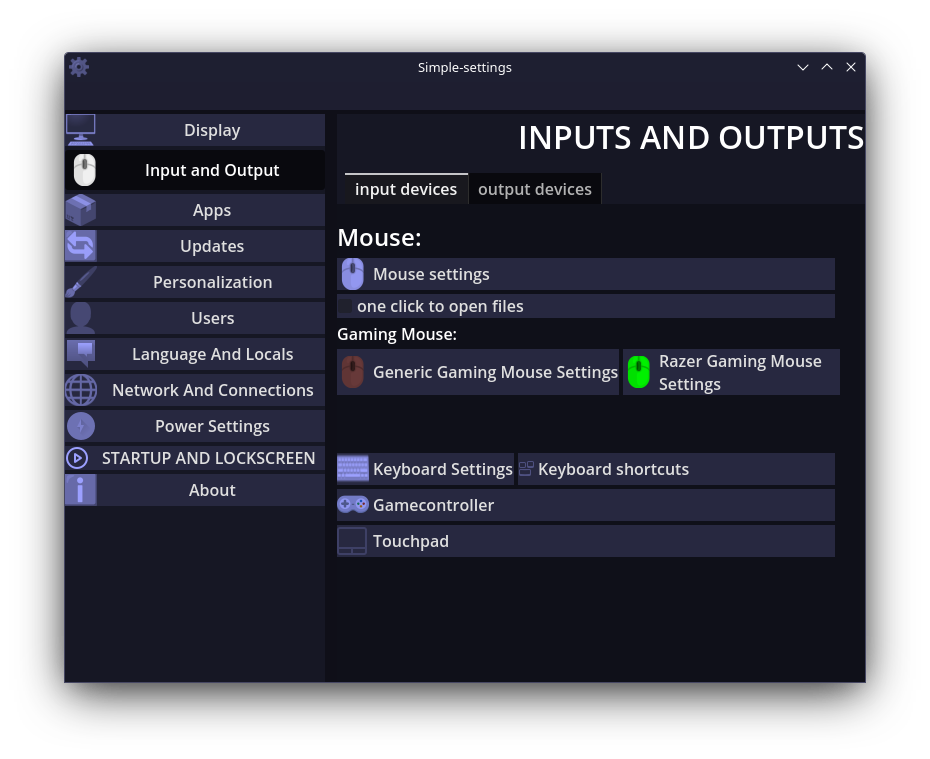 Simple-settings
Display
Input and Output
Apps
Updates
Personalization
Users
Language And Locals
Network And Connections
Power Settings
STARTUP AND LOCKSCREEN
About
INPUTS AND OUTPUTS
input devices
output devices
Mouse:
Mouse settings
one click to open files
Gaming Mouse:
Generic Gaming Mouse Settings
Razer Gaming Mouse
Settings
Keyboard Settings
Keyboard shortcuts
Gamecontroller
Touchpad